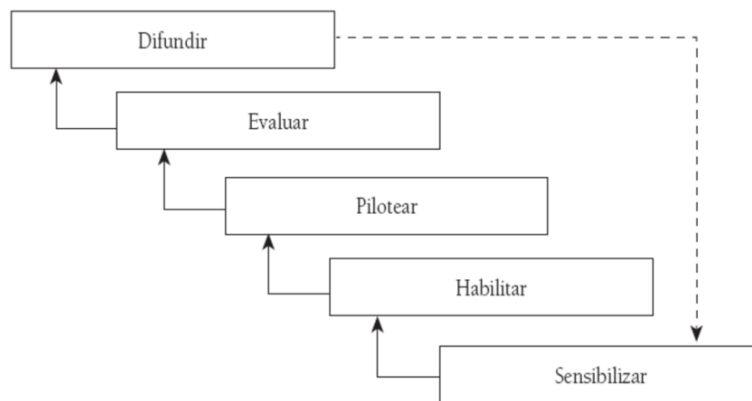 Difundir
Evaluar
Pilotear
Habilitar
Sensibilizar